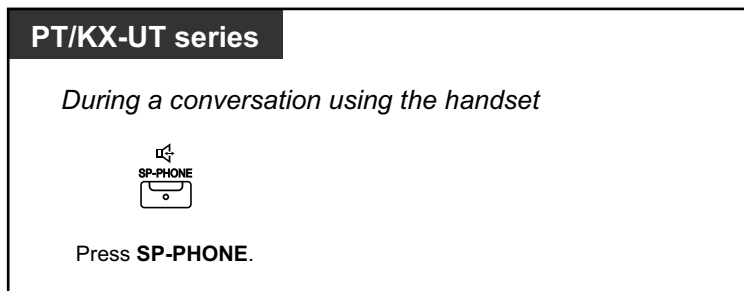 PT/KX-UT series
During a conversation using the handset
SP-PHONE
Press SP-PHONE.